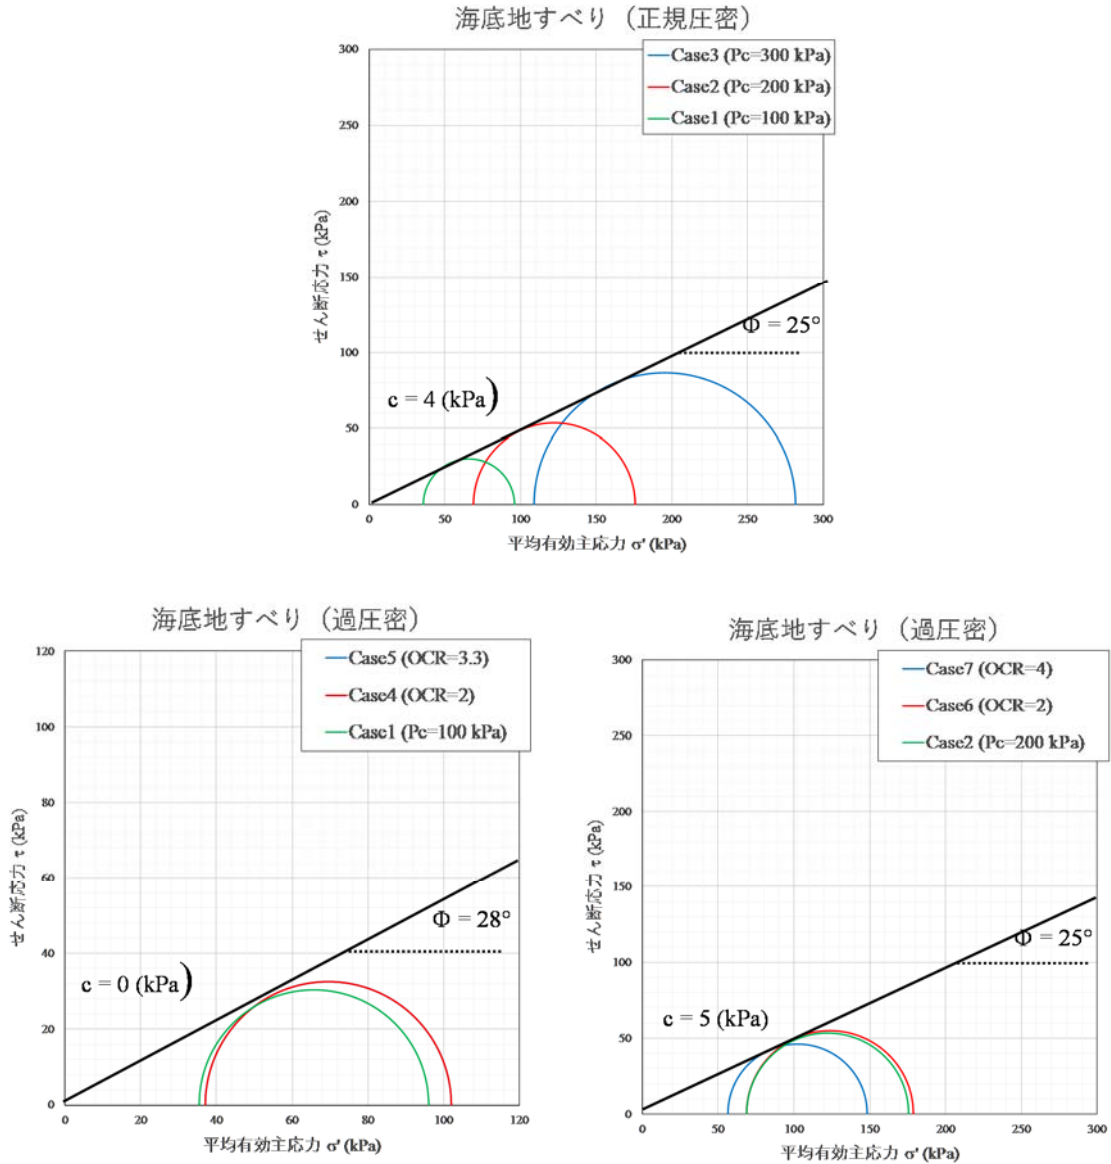 海底地すべり（正規圧密）
Case3 (Pc=300 kPa)
Case2 (Pc=200 kPa)
Case1 (Pc=100 kPa)
300
250
200
150
100
50
0
せん断応力 τ (kPa)
Φ = 25°
c = 4 (kPa)
0 50 100 150 200 250 300
平均有効主応力 σ' (kPa)
海底地すべり（過圧密）
Case5 (OCR=3.3)
Case4 (OCR=2)
Case1 (Pc=100 kPa)
120
100
80
60
40
20
0
せん断応力 τ (kPa)
Φ = 28°
c = 0 (kPa)
0 20 40 60 80 100 120
平均有効主応力 σ' (kPa)
海底地すべり（過圧密）
Case7 (OCR=4)
Case6 (OCR=2)
Case2 (Pc=200 kPa)
300
250
200
150
100
50
0
せん断応力 τ (kPa)
Φ = 25°
c = 5 (kPa)
0 50 100 150 200 250 300
平均有効主応力 σ' (kPa)